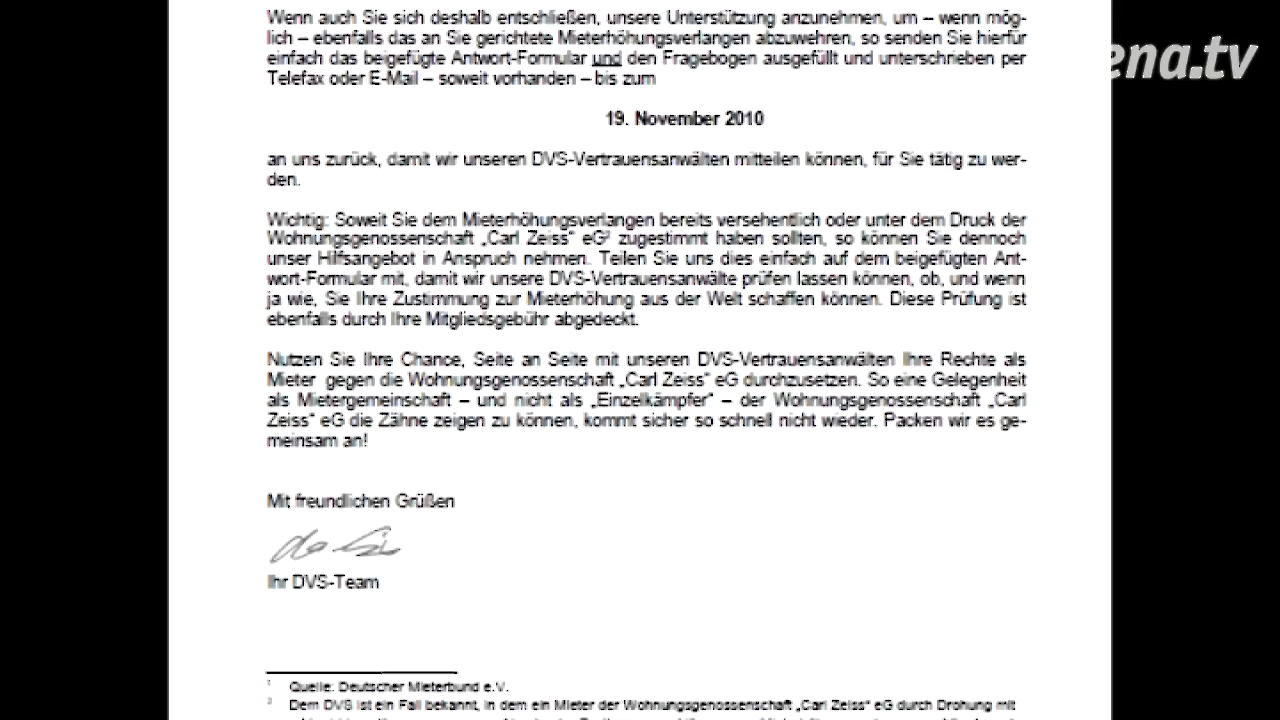 Wenn auch Sie sich deshalb entschließen, unsere Unterstützung anzunehmen, um – wenn mög-
lich – ebenfalls das an Sie gerichtete Mieterhöhungsverlangen abzuwehren, so senden Sie hierfür
einfach das beigefügte Antwort-Formular und den Fragebogen ausgefüllt und unterschrieben per
Telefax oder E-Mail – soweit vorhanden – bis zum
ena.tv
19. November 2010
an uns zurück, damit wir unseren DVS-Vertrauensanwälten mitteilen können, für Sie tätig zu wer-
den.
Wichtig: Soweit Sie dem Mieterhöhungsverlangen bereits versehentlich oder unter dem Druck der
Wohnungsgenossenschaft „Carl Zeiss“ eG² zugestimmt haben sollten, so können Sie dennoch
unser Hilfsangebot in Anspruch nehmen. Teilen Sie uns dies einfach auf dem beigefügten Ant-
wort-Formular mit, damit wir unsere DVS-Vertrauensanwälte prüfen lassen können, ob, und wenn
ja wie, Sie Ihre Zustimmung zur Mieterhöhung aus der Welt schaffen können. Diese Prüfung ist
ebenfalls durch Ihre Mitgliedsgebühr abgedeckt.
Nutzen Sie Ihre Chance, Seite an Seite mit unseren DVS-Vertrauensanwälten Ihre Rechte als
Mieter gegen die Wohnungsgenossenschaft „Carl Zeiss“ eG durchzusetzen. So eine Gelegenheit
als Mietergemeinschaft – und nicht als „Einzelkämpfer“ – der Wohnungsgenossenschaft „Carl
Zeiss“ eG die Zähne zeigen zu können, kommt sicher so schnell nicht wieder. Packen wir es ge-
meinsam an!
Mit freundlichen Grüßen
Ihr DVS-Team
¹ Quelle: Deutscher Mieterbund e.V.
² Dem DVS ist ein Fall bekannt, in dem ein Mieter der Wohnungsgenossenschaft „Carl Zeiss“ eG durch Drohung mit